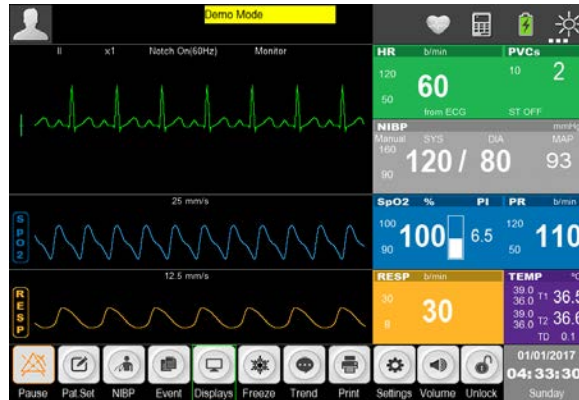 Demo Mode
II x1 Notch On(60Hz) Monitor
HR b/min
120
60
50
from ECG
PVCs
10 2
ST OFF
NIBP mmHg
Manual SYS DIA MAP
160
120 / 80 93
90
25 mm/s
SpO2
SpO2 % PI
100
100 6.5
90
PR b/min
120
110
50
12.5 mm/s
RESP
RESP b/min
30
30
8
TEMP °C
39.0 T1 36.5
36.0
39.0 T2 36.6
36.0
TD 0.1
01/01/2017
04:33:30
Sunday
Pause Pat.Set NIBP Event Displays Freeze Trend Print Settings Volume Unlock